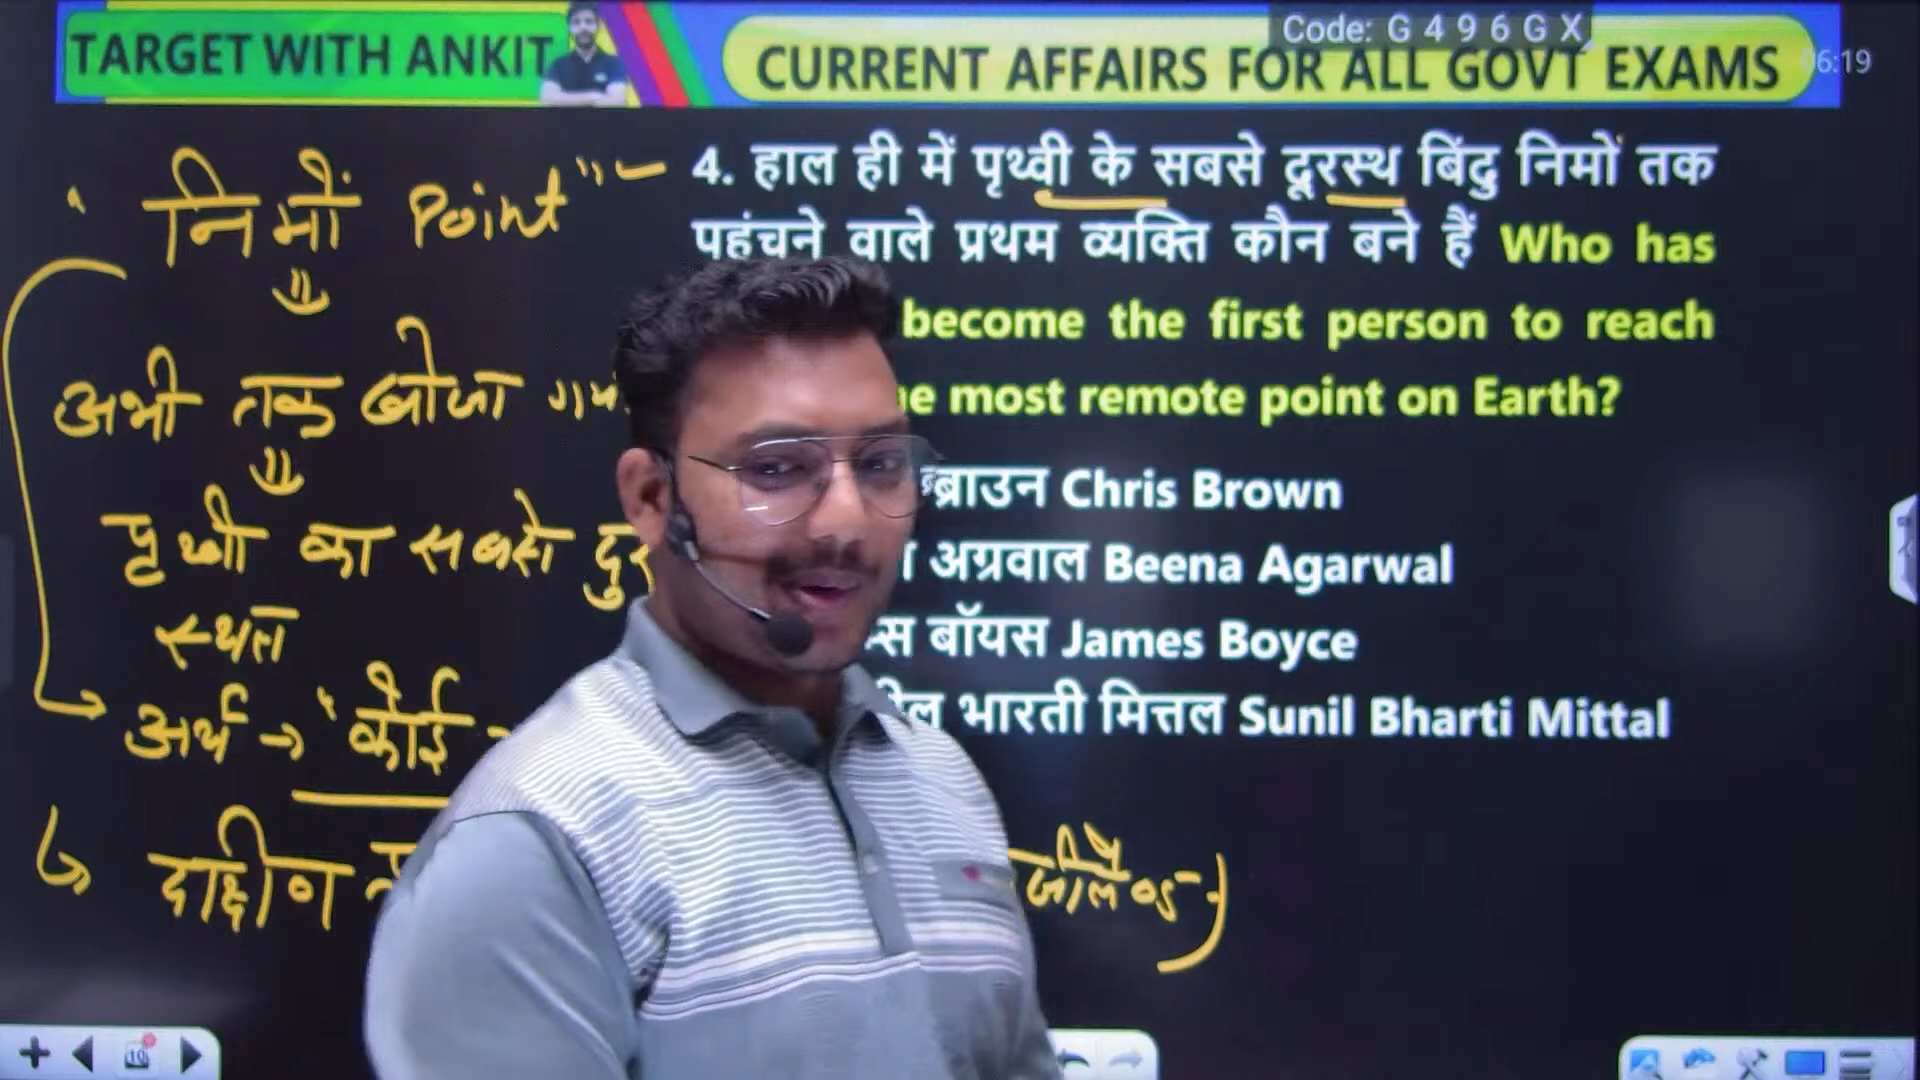 TARGET WITH ANKIT
CURRENT AFFAIRS FOR ALL GOVT EXAMS
Code: G 4 9 6 G X
06:19
4. हाल ही में पृथ्वी के सबसे दूरस्थ बिंदु निमों तक
पहुंचने वाले प्रथम व्यक्ति कौन बने हैं Who has
become the first person to reach
most remote point on Earth?
ब्राउन Chris Brown
अग्रवाल Beena Agarwal
बॉयस James Boyce
भारती मित्तल Sunil Bharti Mittal
"निमों Point" -
अभी तक खोजा
पृथ्वी का सबसे
स्थल
अर्थ → "कोई
10